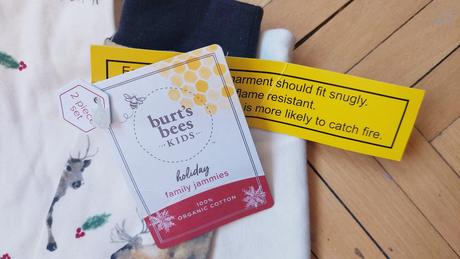 garment should fit snugly.
flame resistant.
is more likely to catch fire.
2 piece
set
burt's
bees
KIDS
holiday
family jammies
100%
ORGANIC COTTON